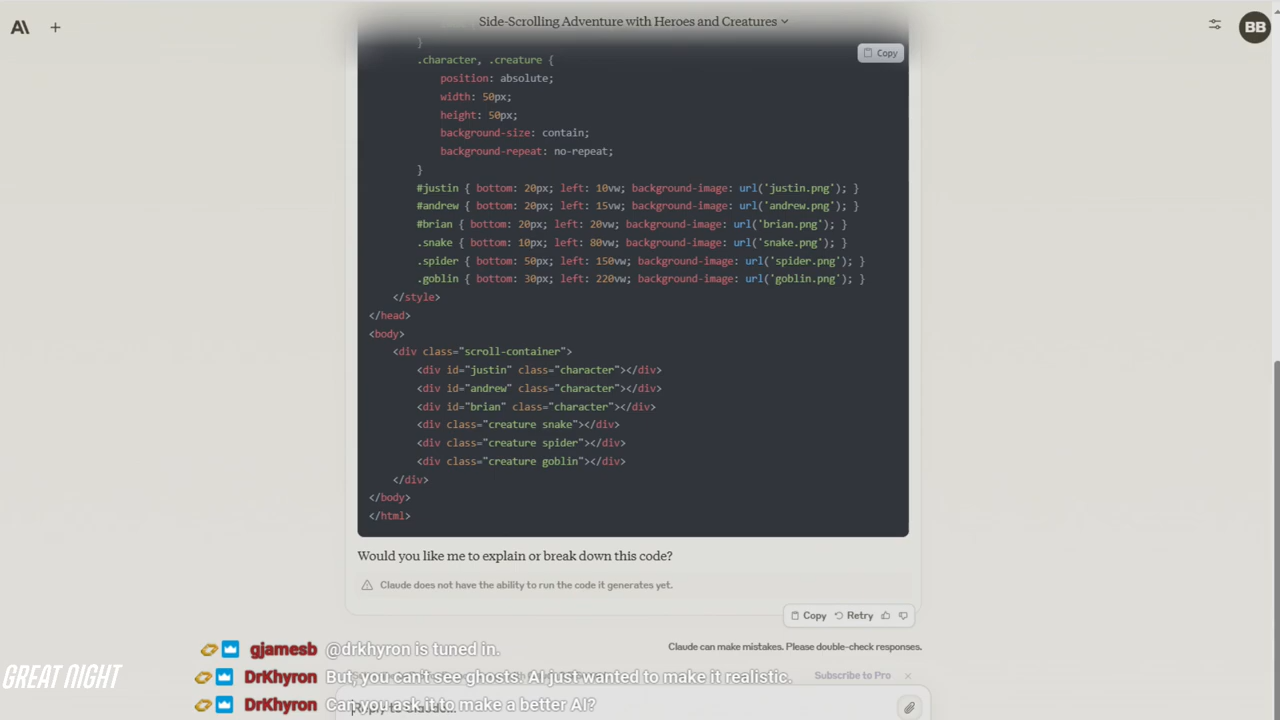 AI
+
Side-Scrolling Adventure with Heroes and Creatures
BB
Copy
}
.character, .creature {
position: absolute;
width: 50px;
height: 50px;
background-size: contain;
background-repeat: no-repeat;
}
#justin { bottom: 20px; left: 10vw; background-image: url('justin.png'); }
#andrew { bottom: 20px; left: 15vw; background-image: url('andrew.png'); }
#brian { bottom: 20px; left: 20vw; background-image: url('brian.png'); }
.snake { bottom: 10px; left: 80vw; background-image: url('snake.png'); }
.spider { bottom: 50px; left: 150vw; background-image: url('spider.png'); }
.goblin { bottom: 30px; left: 220vw; background-image: url('goblin.png'); }
</style>
</head>
<body>
<div class="scroll-container">
<div id="justin" class="character"></div>
<div id="andrew" class="character"></div>
<div id="brian" class="character"></div>
<div class="creature snake"></div>
<div class="creature spider"></div>
<div class="creature goblin"></div>
</div>
</body>
</html>
Would you like me to explain or break down this code?
Claude does not have the ability to run the code it generates yet.
Copy Retry
Claude can make mistakes. Please double-check responses.
gjamesb @drkhyron is tuned in.
Subscribe to Pro ×
DrKhyron But, you can't see ghosts. AI just wanted to make it realistic.
DrKhyron Can you ask it to make a better AI?
Reply to Claude...
GREAT NIGHT